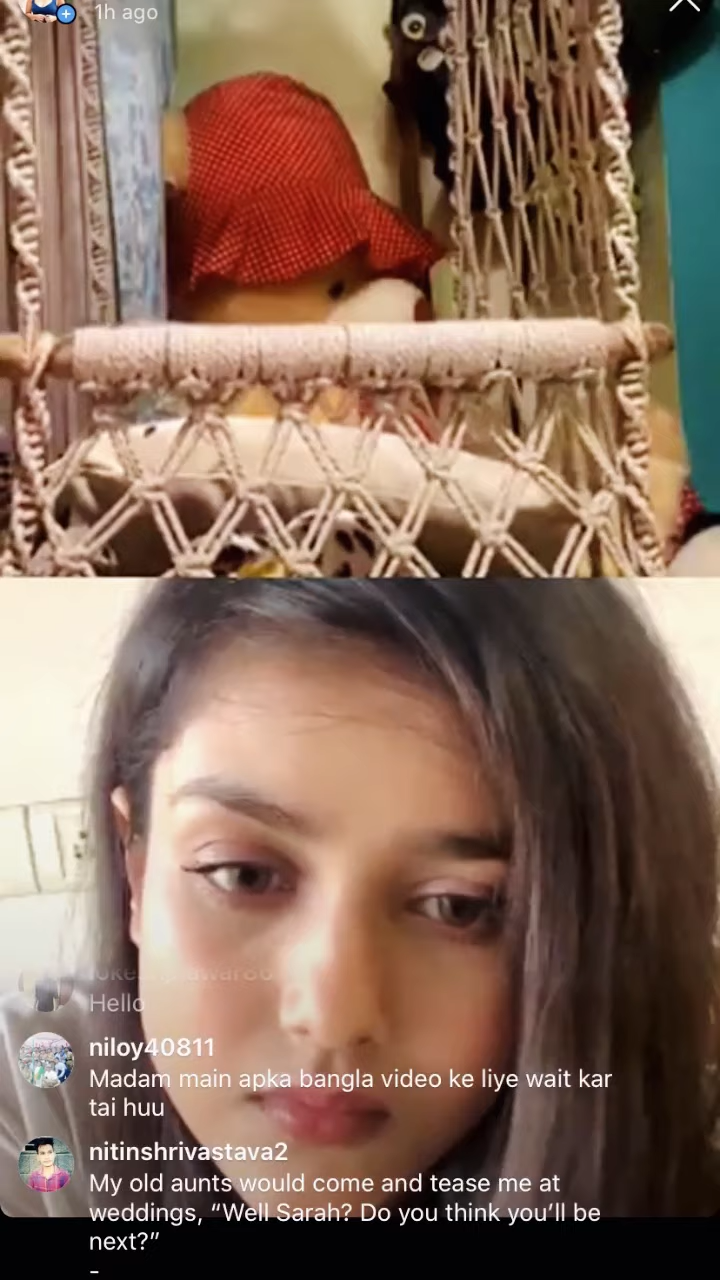 1h ago
Hello
niloy40811
Madam main apka bangla video ke liye wait kar
tai huu
nitinshrivastava2
My old aunts would come and tease me at
weddings, “Well Sarah? Do you think you’ll be
next?”
-